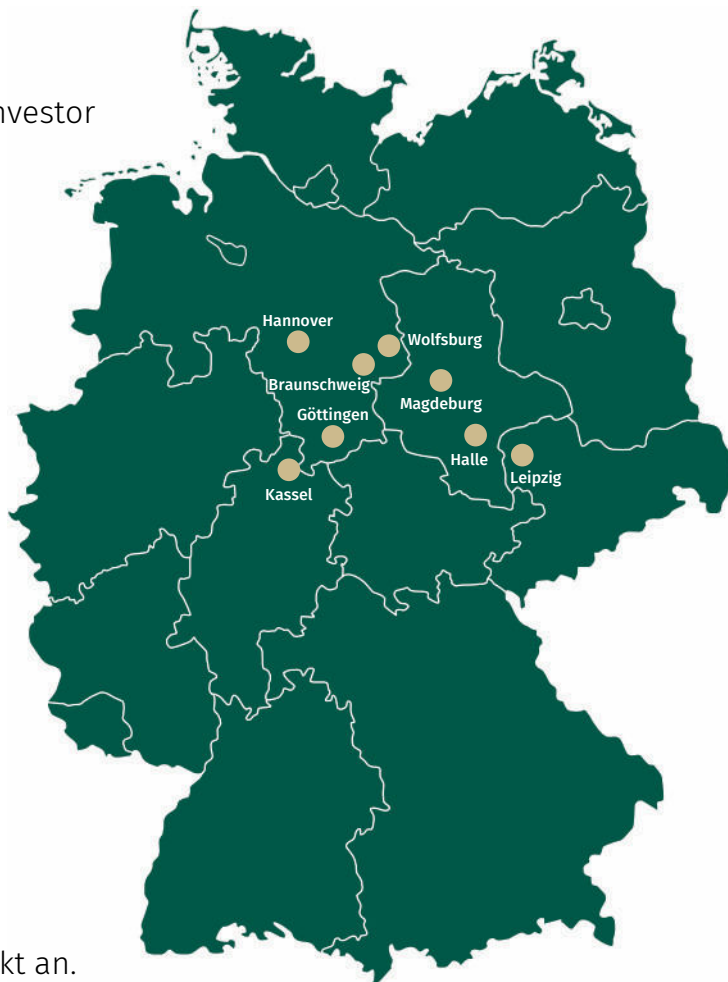 nvestor
Hannover
Wolfsburg
Braunschweig
Magdeburg
Göttingen
Halle
Leipzig
Kassel
kt an.